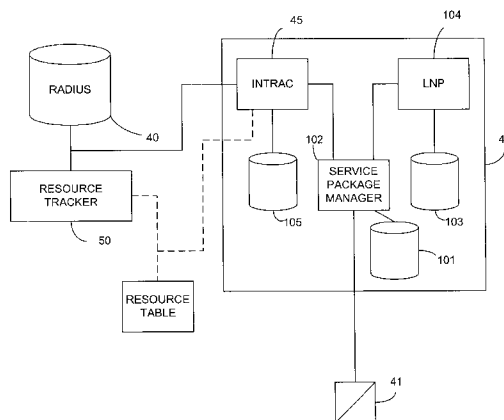 45
104
INTRAC
LNP
RADIUS
40
102
SERVICE
PACKAGE
MANAGER
RESOURCE
TRACKER
50
105
103
101
RESOURCE
TABLE
41
4